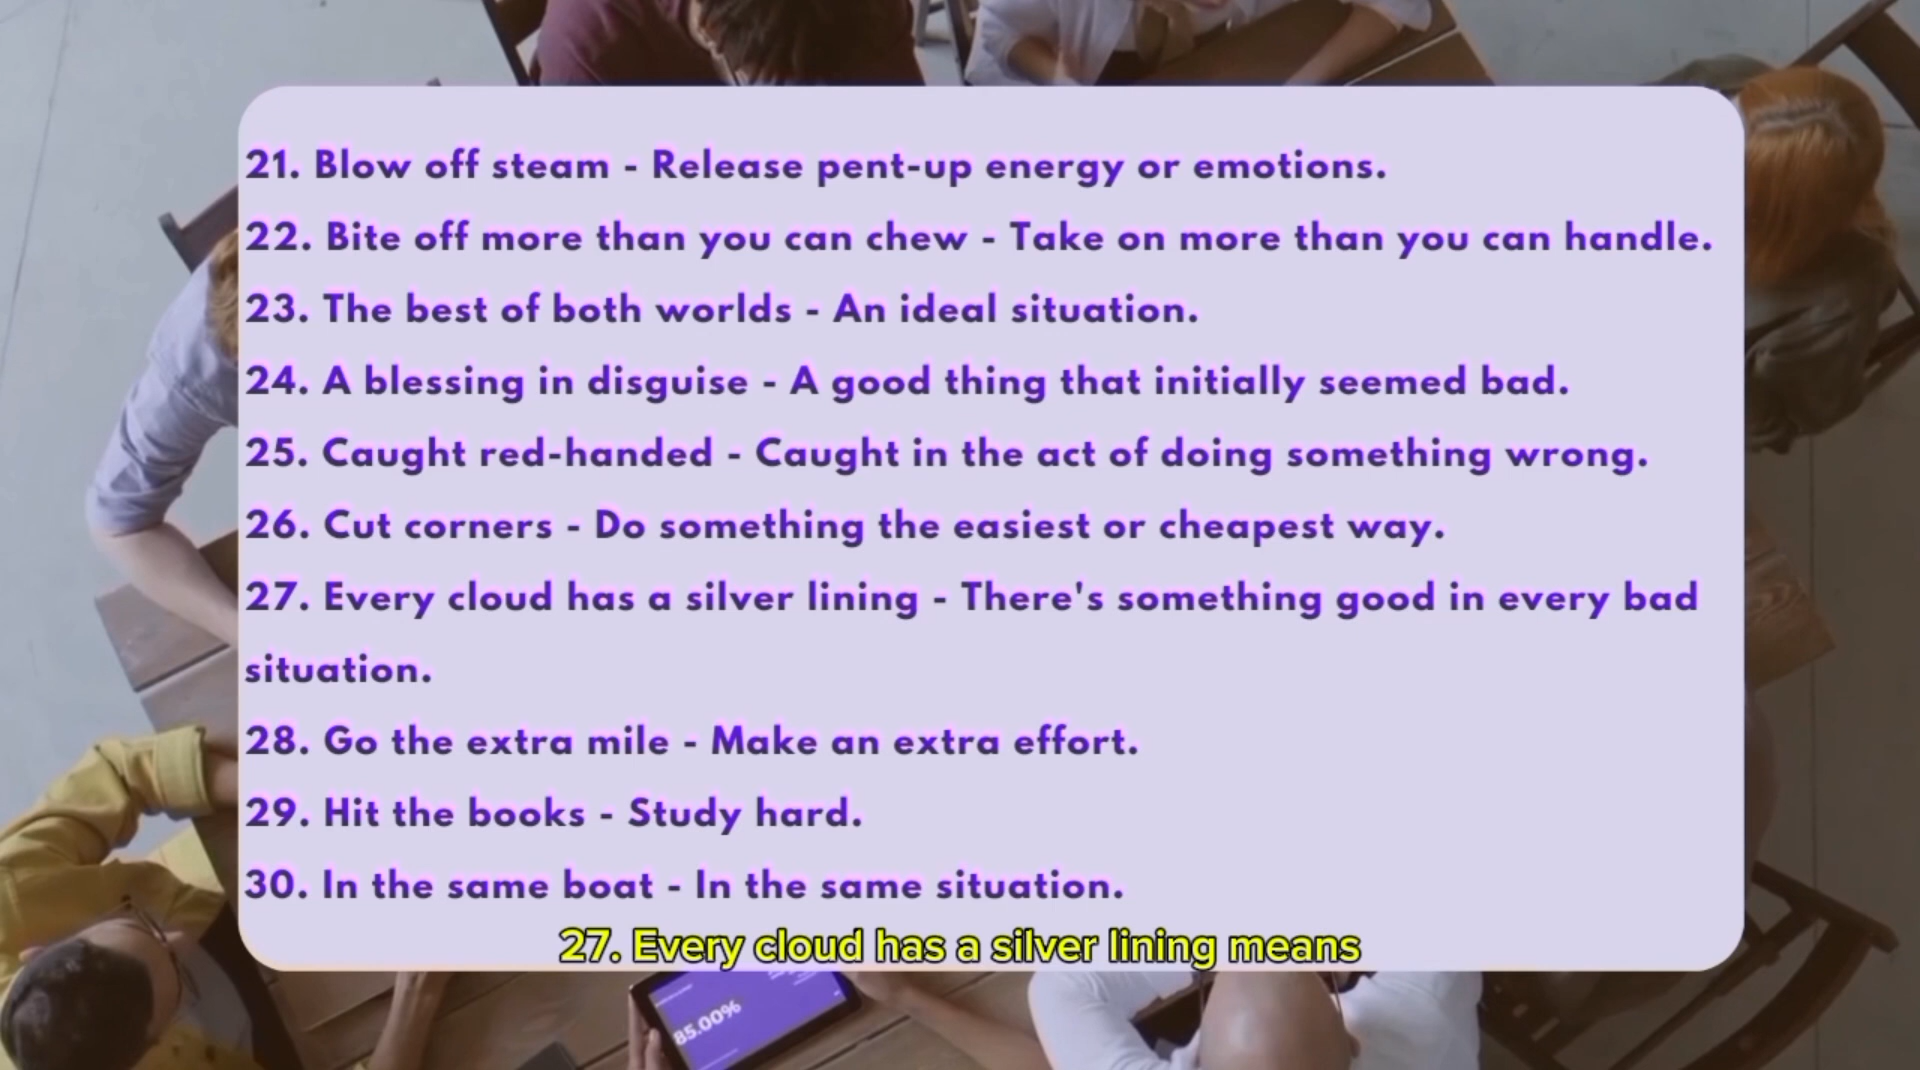 21. Blow off steam - Release pent-up energy or emotions.
22. Bite off more than you can chew - Take on more than you can handle.
23. The best of both worlds - An ideal situation.
24. A blessing in disguise - A good thing that initially seemed bad.
25. Caught red-handed - Caught in the act of doing something wrong.
26. Cut corners - Do something the easiest or cheapest way.
27. Every cloud has a silver lining - There's something good in every bad
situation.
28. Go the extra mile - Make an extra effort.
29. Hit the books - Study hard.
30. In the same boat - In the same situation.
27. Every cloud has a silver lining means
85.00%